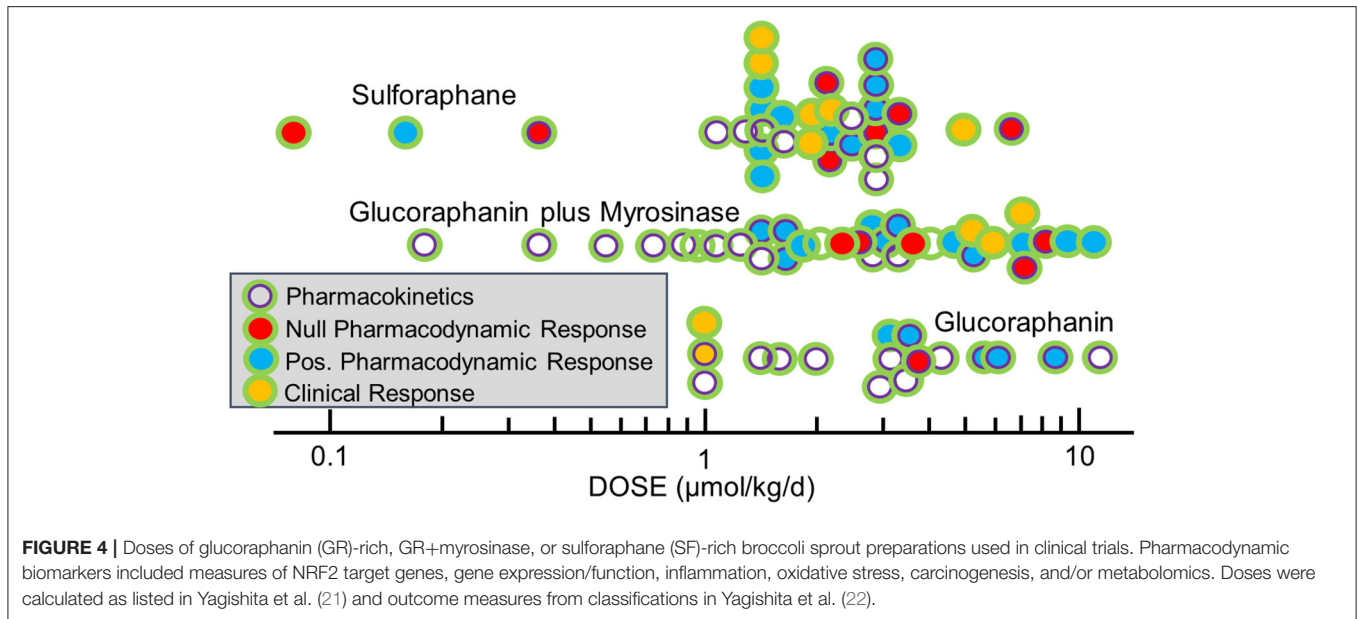 Sulforaphane
Glucoraphanin plus Myrosinase
Pharmacokinetics
Null Pharmacodynamic Response
Pos. Pharmacodynamic Response
Clinical Response
Glucoraphanin
0.1 1 10
DOSE (μmol/kg/d)
FIGURE 4 | Doses of glucoraphanin (GR)-rich, GR+myrosinase, or sulforaphane (SF)-rich broccoli sprout preparations used in clinical trials. Pharmacodynamic
biomarkers included measures of NRF2 target genes, gene expression/function, inflammation, oxidative stress, carcinogenesis, and/or metabolomics. Doses were
calculated as listed in Yagishita et al. (21) and outcome measures from classifications in Yagishita et al. (22).